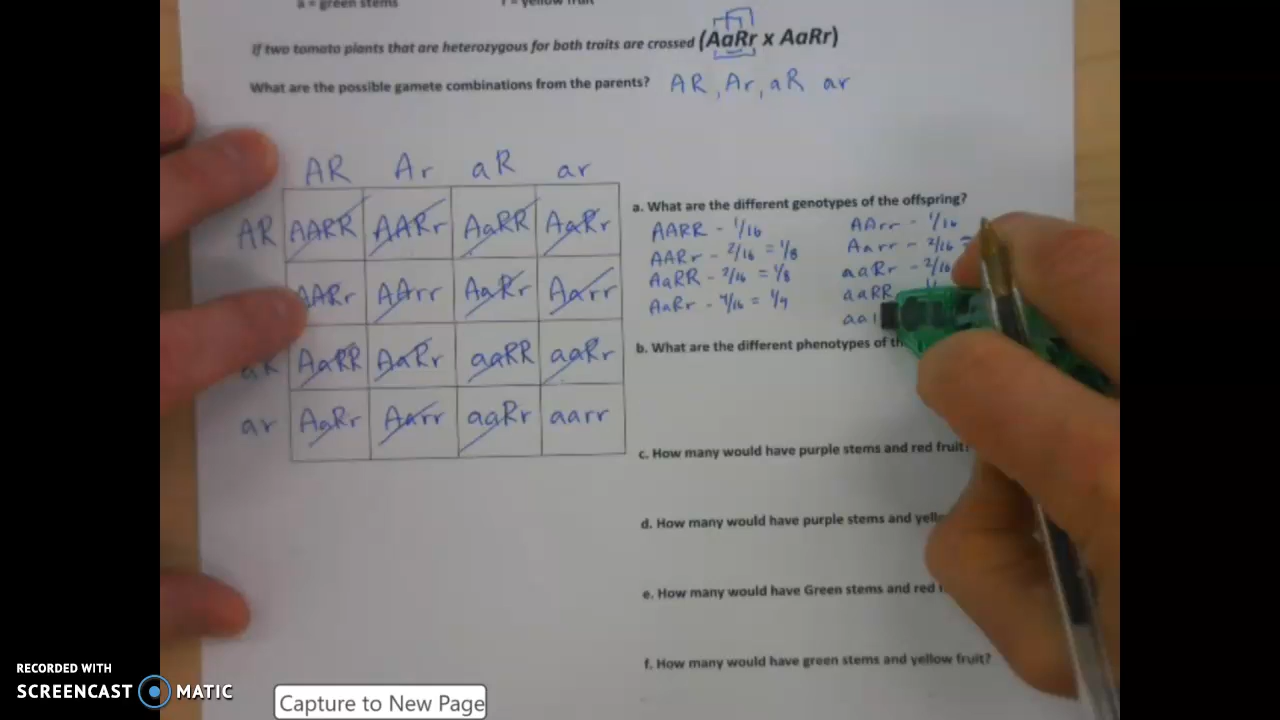 a = green stems r = yellow fruit
If two tomato plants that are heterozygous for both traits are crossed (AaRr x AaRr)
What are the possible gamete combinations from the parents? AR, Ar, aR ar
AR Ar aR ar
AR AARR AARr AaRR AaRr
AARr AArr AaRr Aarr
aR AaRR AaRr aaRR aaRr
ar AaRr Aarr aaRr aarr
a. What are the different genotypes of the offspring?
AARR - 1/16 AArr - 1/16
AARr - 2/16 = 1/8 Aarr - 2/16 =
AaRR - 2/16 = 1/8 aaRr - 2/16
AaRr - 4/16 = 1/4 aaRR
b. What are the different phenotypes of
c. How many would have purple stems and red fruit?
d. How many would have purple stems and
e. How many would have Green stems and red
f. How many would have green stems and yellow fruit?
RECORDED WITH
SCREENCAST MATIC
Capture to New Page